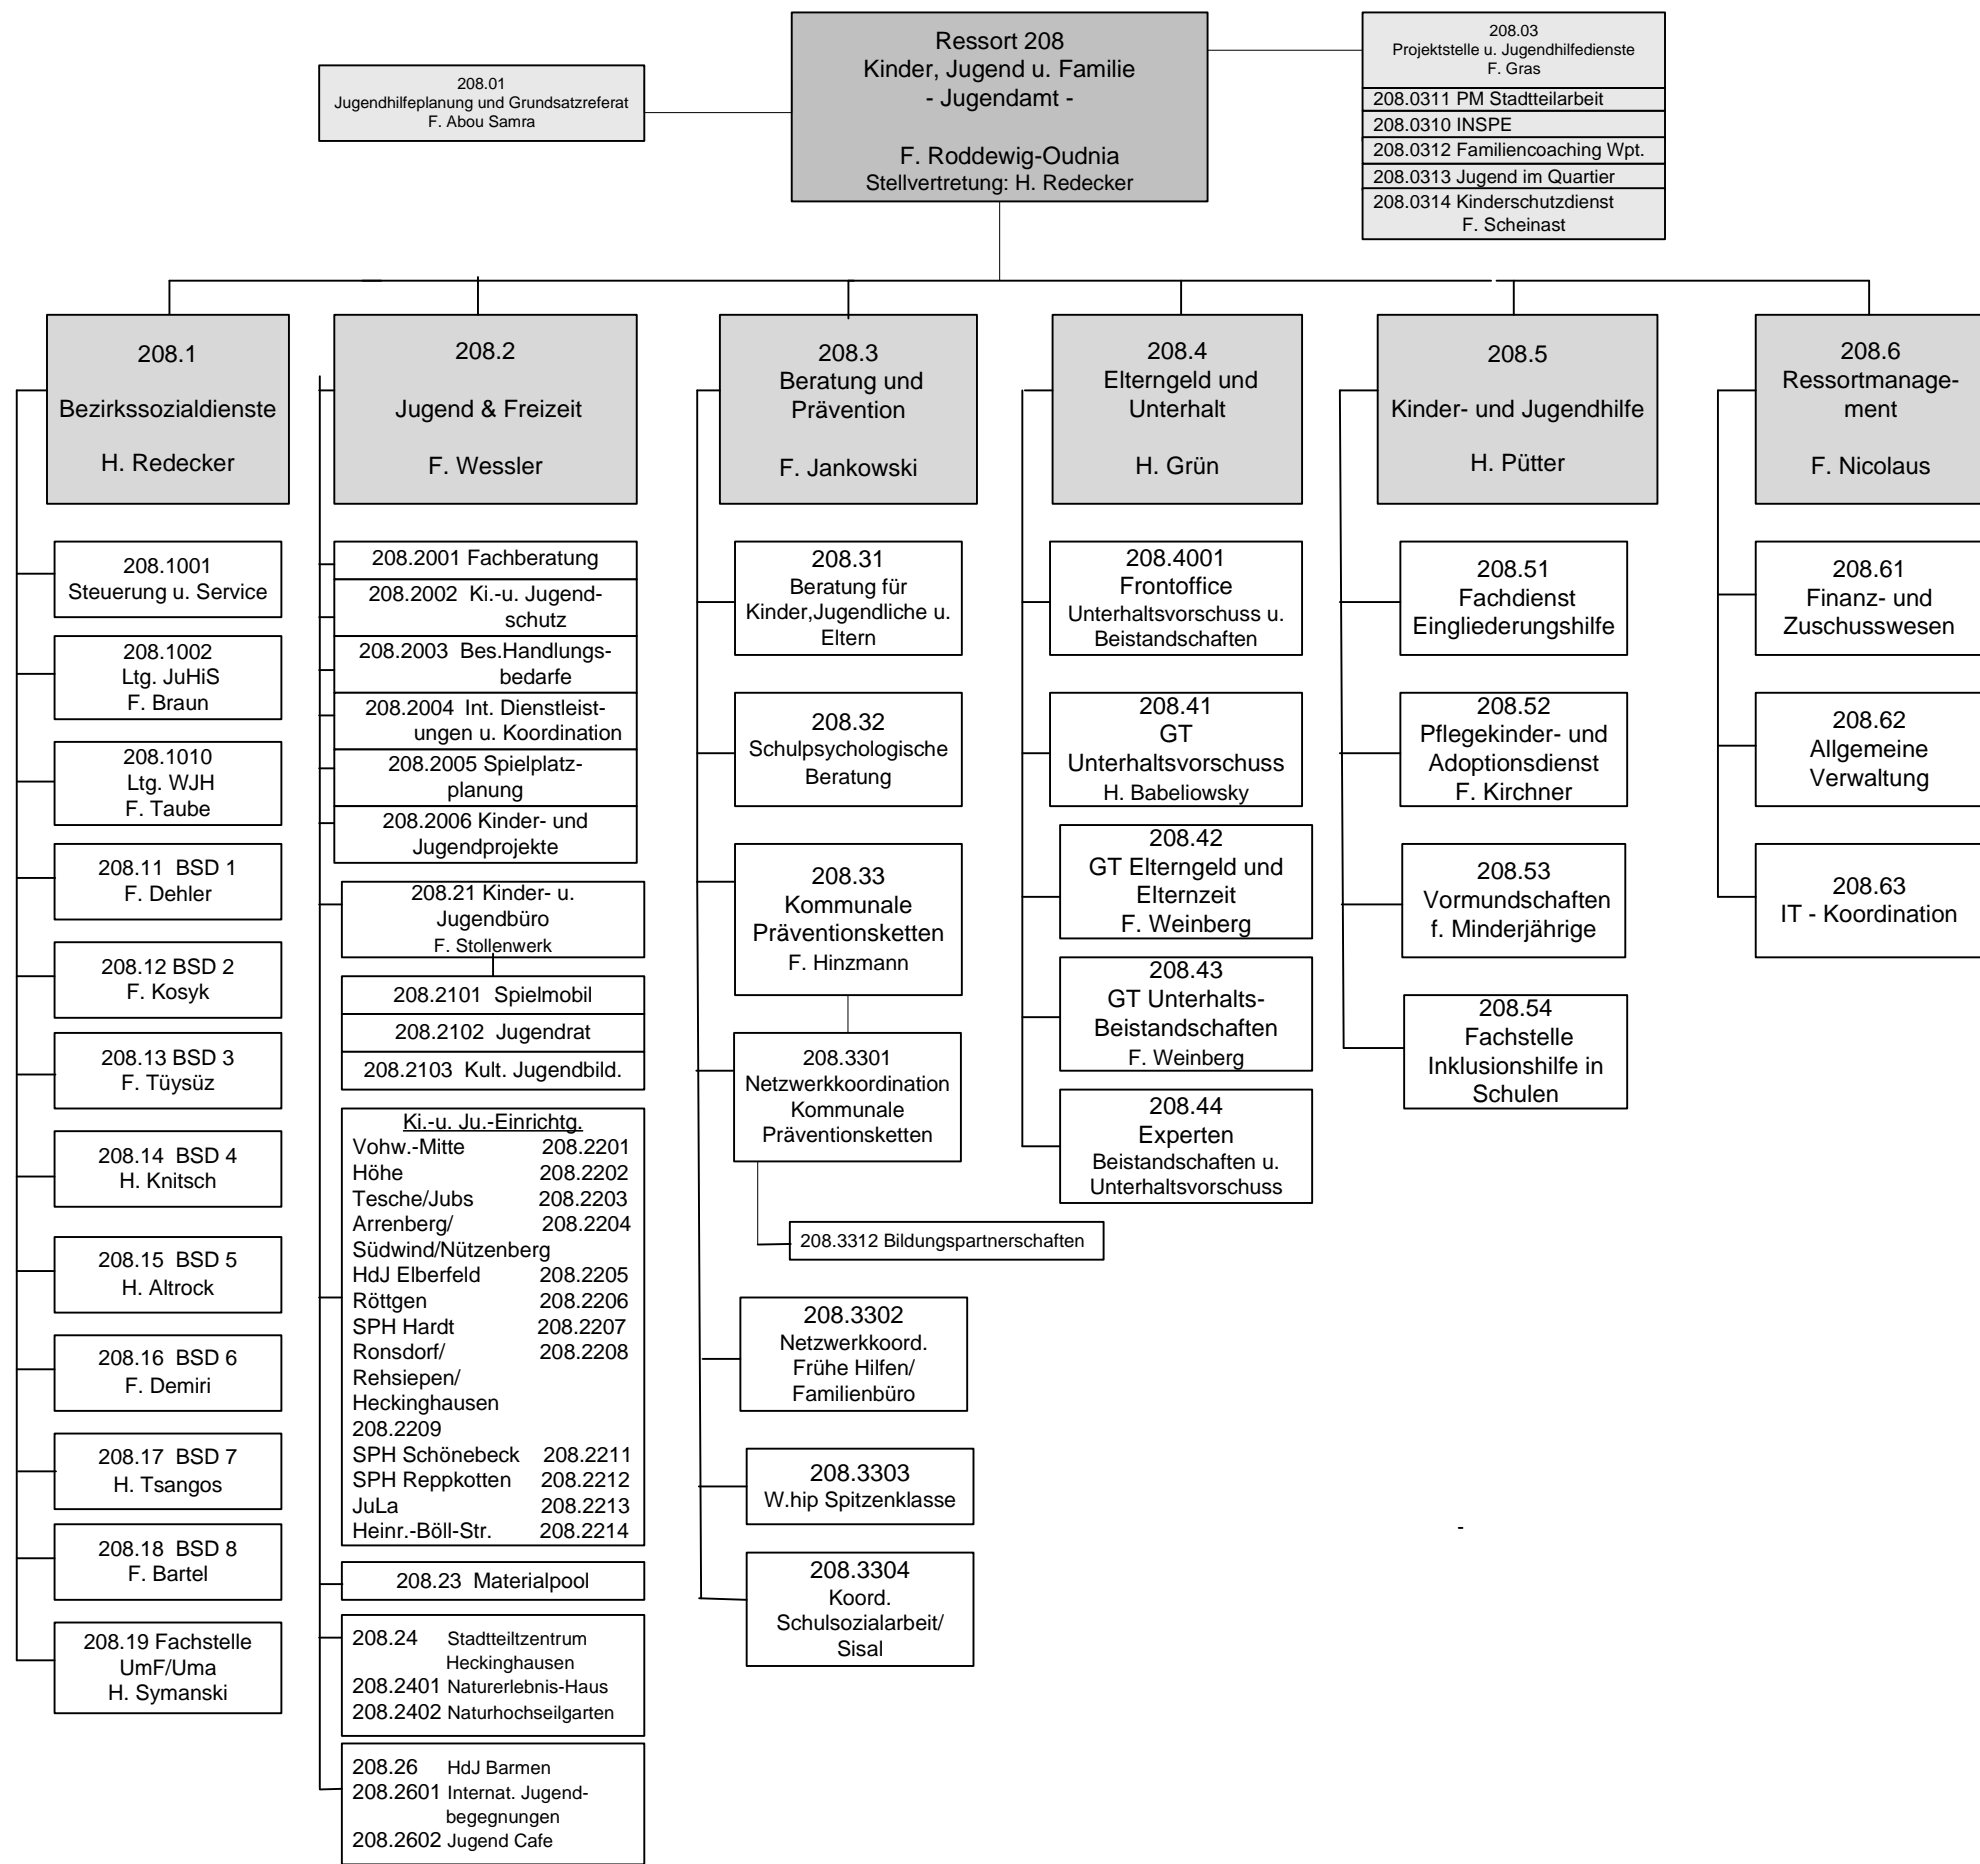 Ressort 208
Kinder, Jugend u. Familie
- Jugendamt -
F. Roddewig-Oudnia
Stellvertretung: H. Redecker
208.01
Jugendhilfeplanung und Grundsatzreferat
F. Abou Samra
208.03
Projektstelle u. Jugendhilfedienste
F. Gras
208.0311 PM Stadtteilarbeit
208.0310 INSPE
208.0312 Familiencoaching Wpt.
208.0313 Jugend im Quartier
208.0314 Kinderschutzdienst
F. Scheinast
208.1
Bezirkssozialdienste
H. Redecker
208.1001
Steuerung u. Service
208.1002
Ltg. JuHiS
F. Braun
208.1010
Ltg. WJH
F. Taube
208.11 BSD 1
F. Dehler
208.12 BSD 2
F. Kosyk
208.13 BSD 3
F. Tüysüz
208.14 BSD 4
H. Knitsch
208.15 BSD 5
H. Altrock
208.16 BSD 6
F. Demiri
208.17 BSD 7
H. Tsangos
208.18 BSD 8
F. Bartel
208.19 Fachstelle
UmF/Uma
H. Symanski
208.2
Jugend & Freizeit
F. Wessler
208.2001 Fachberatung
208.2002 Ki.-u. Jugend-
schutz
208.2003 Bes.Handlungs-
bedarfe
208.2004 Int. Dienstleist-
ungen u. Koordination
208.2005 Spielplatz-
planung
208.2006 Kinder- und
Jugendprojekte
208.21 Kinder- u.
Jugendbüro
F. Stollenwerk
208.2101 Spielmobil
208.2102 Jugendrat
208.2103 Kult. Jugendbild.
Ki.-u. Ju.-Einrichtg.
Vohw.-Mitte 208.2201
Höhe 208.2202
Tesche/Jubs 208.2203
Arrenberg/ 208.2204
Südwind/Nützenberg
HdJ Elberfeld 208.2205
Röttgen 208.2206
SPH Hardt 208.2207
Ronsdorf/ 208.2208
Rehsiepen/
Heckinghausen
208.2209
SPH Schönebeck 208.2211
SPH Reppkotten 208.2212
JuLa 208.2213
Heinr.-Böll-Str. 208.2214
208.23 Materialpool
208.24 Stadtteiltzentrum
Heckinghausen
208.2401 Naturerlebnis-Haus
208.2402 Naturhochseilgarten
208.26 HdJ Barmen
208.2601 Internat. Jugend-
begegnungen
208.2602 Jugend Cafe
208.3
Beratung und
Prävention
F. Jankowski
208.31
Beratung für
Kinder,Jugendliche u.
Eltern
208.32
Schulpsychologische
Beratung
208.33
Kommunale
Präventionsketten
F. Hinzmann
208.3301
Netzwerkkoordination
Kommunale
Präventionsketten
208.3312 Bildungspartnerschaften
208.3302
Netzwerkkoord.
Frühe Hilfen/
Familienbüro
208.3303
W.hip Spitzenklasse
208.3304
Koord.
Schulsozialarbeit/
Sisal
208.4
Elterngeld und
Unterhalt
H. Grün
208.4001
Frontoffice
Unterhaltsvorschuss u.
Beistandschaften
208.41
GT
Unterhaltsvorschuss
H. Babeliowsky
208.42
GT Elterngeld und
Elternzeit
F. Weinberg
208.43
GT Unterhalts-
Beistandschaften
F. Weinberg
208.44
Experten
Beistandschaften u.
Unterhaltsvorschuss
208.5
Kinder- und Jugendhilfe
H. Pütter
208.51
Fachdienst
Eingliederungshilfe
208.52
Pflegekinder- und
Adoptionsdienst
F. Kirchner
208.53
Vormundschaften
f. Minderjährige
208.54
Fachstelle
Inklusionshilfe in
Schulen
-
208.6
Ressortmanage-
ment
F. Nicolaus
208.61
Finanz- und
Zuschusswesen
208.62
Allgemeine
Verwaltung
208.63
IT - Koordination